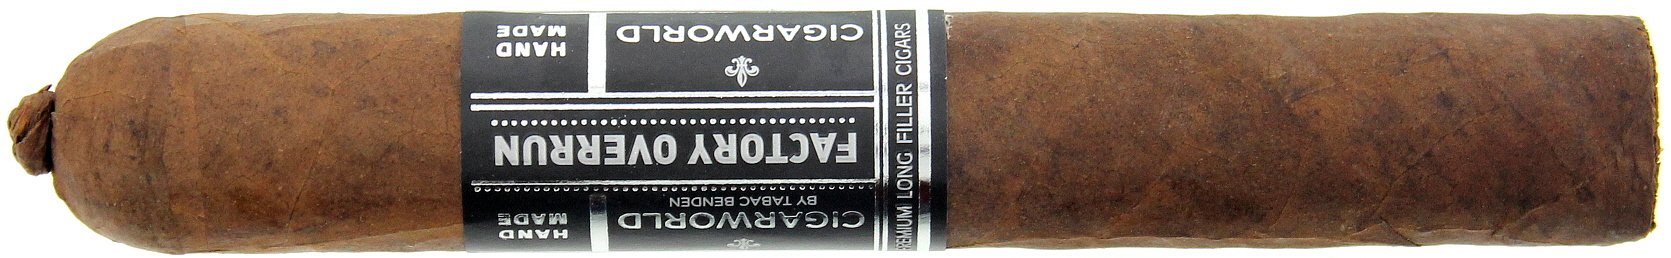 CIGARWORLD
BY TABAC BENDEN
HAND
MADE
FACTORY OVERRUN
CIGARWORLD
HAND
MADE
PREMIUM LONG FILLER CIGARS